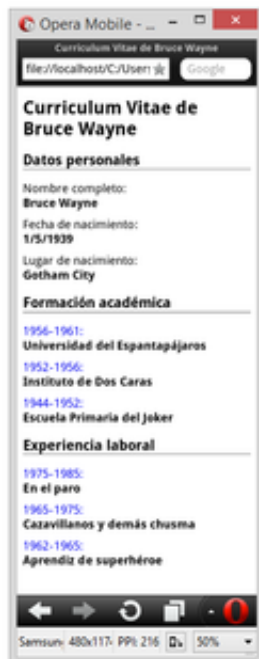 Opera Mobile - ...
Curriculum Vitae de Bruce Wayne
file://localhost/C:/User:
Google
Curriculum Vitae de
Bruce Wayne
Datos personales
Nombre completo:
Bruce Wayne
Fecha de nacimiento:
1/5/1939
Lugar de nacimiento:
Gotham City
Formación académica
1956-1961:
Universidad del Espantapájaros
1952-1956:
Instituto de Dos Caras
1944-1952:
Escuela Primaria del Joker
Experiencia laboral
1975-1985:
En el paro
1965-1975:
Cazavillanos y demás chusma
1962-1965:
Aprendiz de superhéroe
Samsun 480x117 PPI: 216 50%